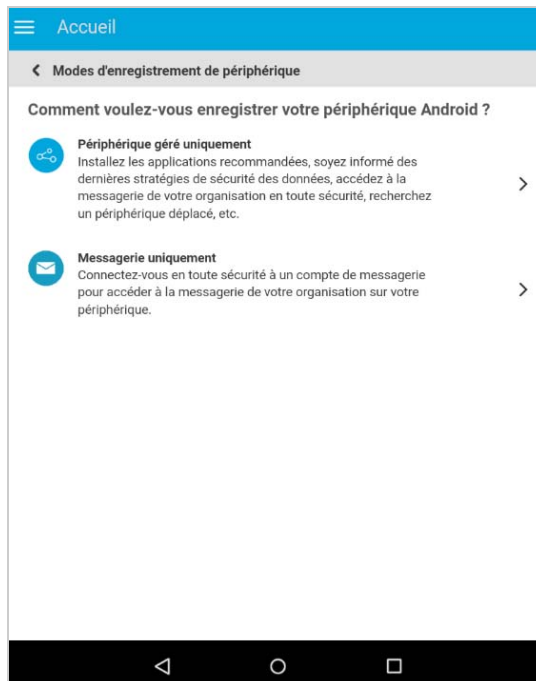 Accueil
Modes d'enregistrement de périphérique
Comment voulez-vous enregistrer votre périphérique Android ?
Périphérique géré uniquement
Installez les applications recommandées, soyez informé des
dernières stratégies de sécurité des données, accédez à la
messagerie de votre organisation en toute sécurité, recherchez
un périphérique déplacé, etc.
Messagerie uniquement
Connectez-vous en toute sécurité à un compte de messagerie
pour accéder à la messagerie de votre organisation sur votre
périphérique.